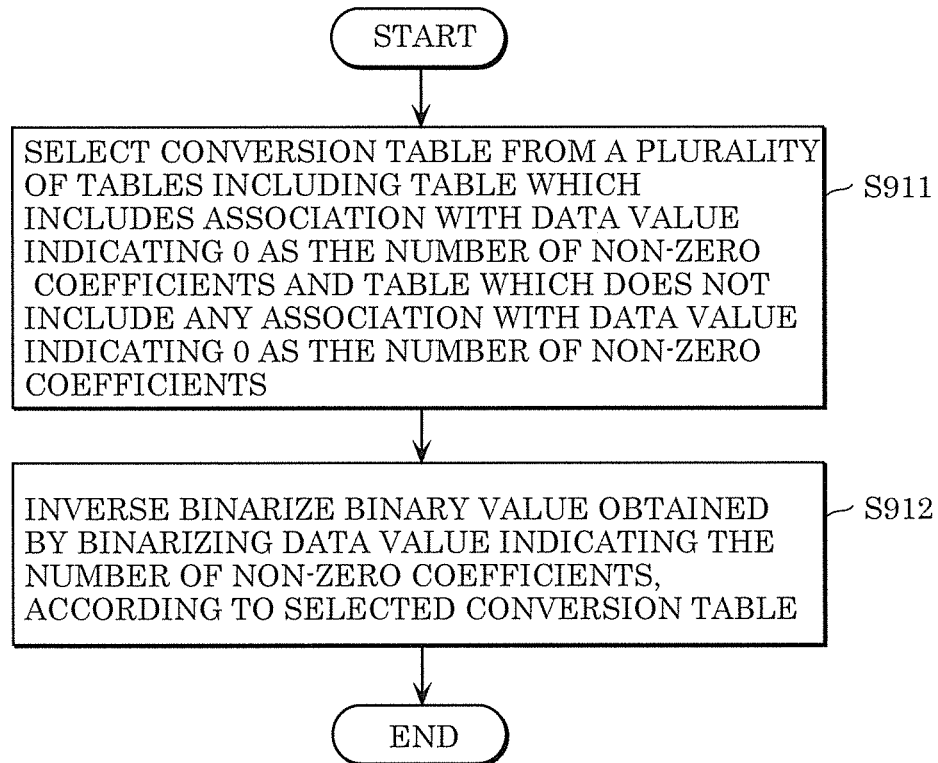 START
SELECT CONVERSION TABLE FROM A PLURALITY
OF TABLES INCLUDING TABLE WHICH
INCLUDES ASSOCIATION WITH DATA VALUE
INDICATING 0 AS THE NUMBER OF NON-ZERO
COEFFICIENTS AND TABLE WHICH DOES NOT
INCLUDE ANY ASSOCIATION WITH DATA VALUE
INDICATING 0 AS THE NUMBER OF NON-ZERO
COEFFICIENTS
S911
INVERSE BINARIZE BINARY VALUE OBTAINED
BY BINARIZING DATA VALUE INDICATING THE
NUMBER OF NON-ZERO COEFFICIENTS,
ACCORDING TO SELECTED CONVERSION TABLE
S912
END